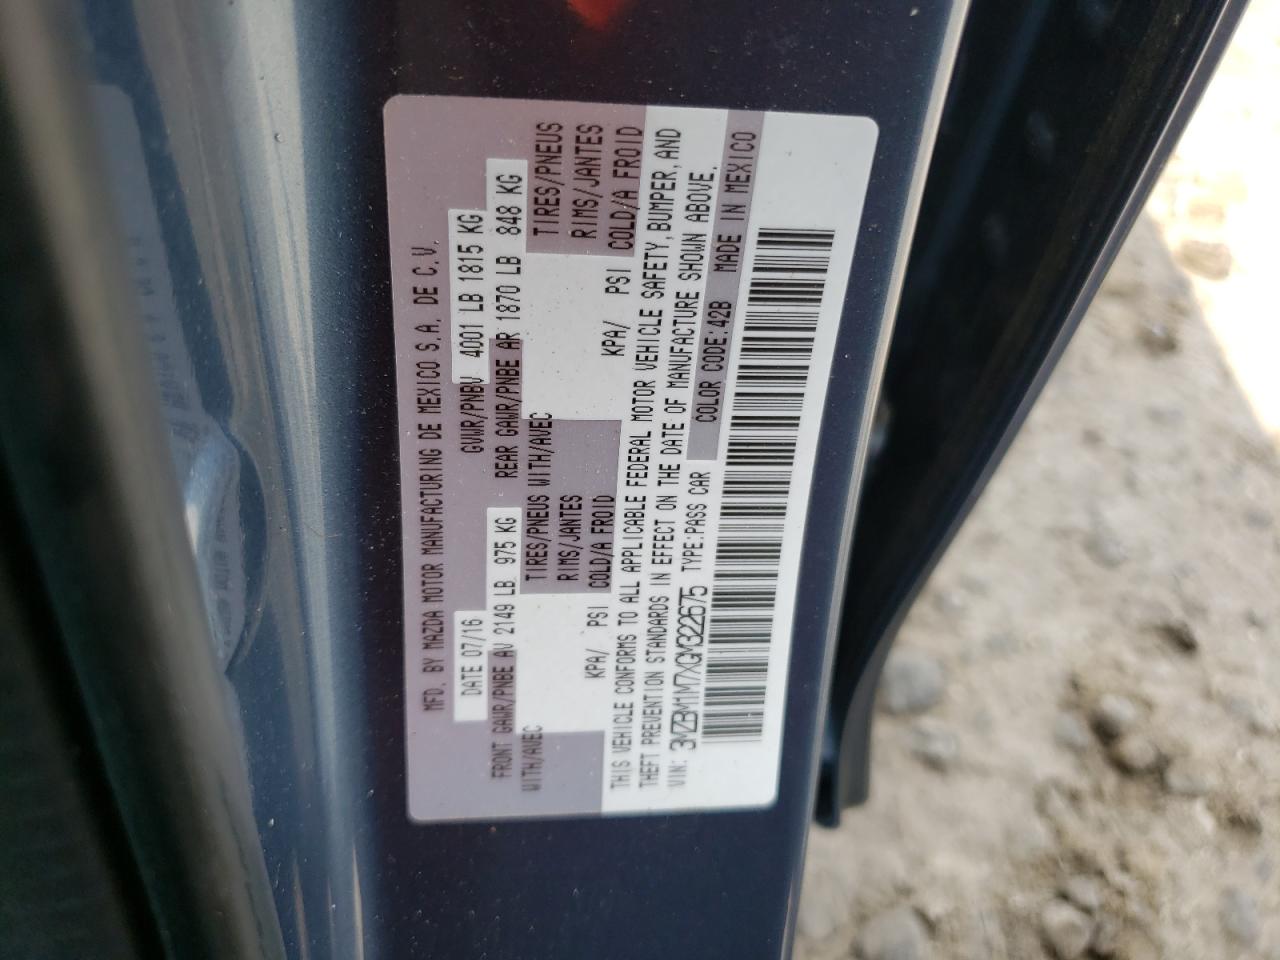 MFD. BY MAZDA MOTOR MANUFACTURING DE MEXICO S.A. DE C.V.
DATE 07/16 GVWR/PNBV 4001 LB 1815 KG
FRONT GAWR/PNBE AV 2149 LB 975 KG REAR GAWR/PNBE AR 1870 LB 848 KG
WITH/AVEC TIRES/PNEUS WITH/AVEC TIRES/PNEUS
RIMS/JANTES RIMS/JANTES
KPA/ PSI COLD/A FROID KPA/ PSI COLD/A FROID
THIS VEHICLE CONFORMS TO ALL APPLICABLE FEDERAL MOTOR VEHICLE SAFETY, BUMPER, AND
THEFT PREVENTION STANDARDS IN EFFECT ON THE DATE OF MANUFACTURE SHOWN ABOVE.
VIN: 3MZBM1M7XGM322675 TYPE:PASS CAR COLOR CODE:42B MADE IN MEXICO